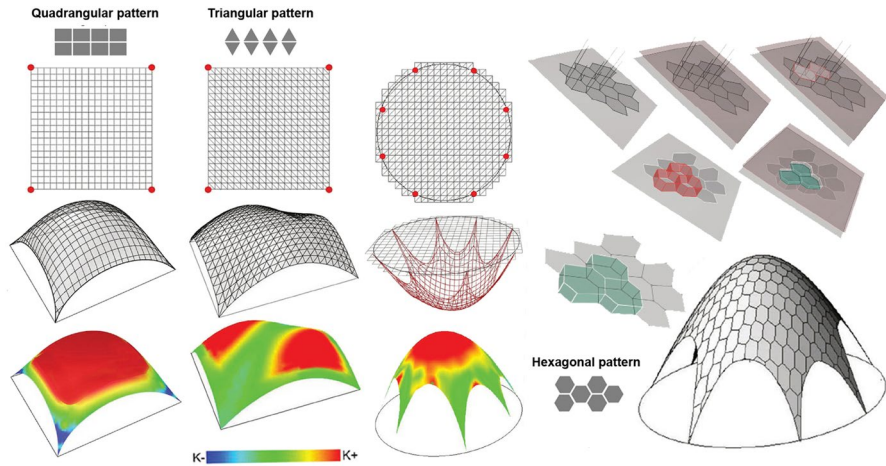 Quadrangular pattern
Triangular pattern
Hexagonal pattern
K-
K+